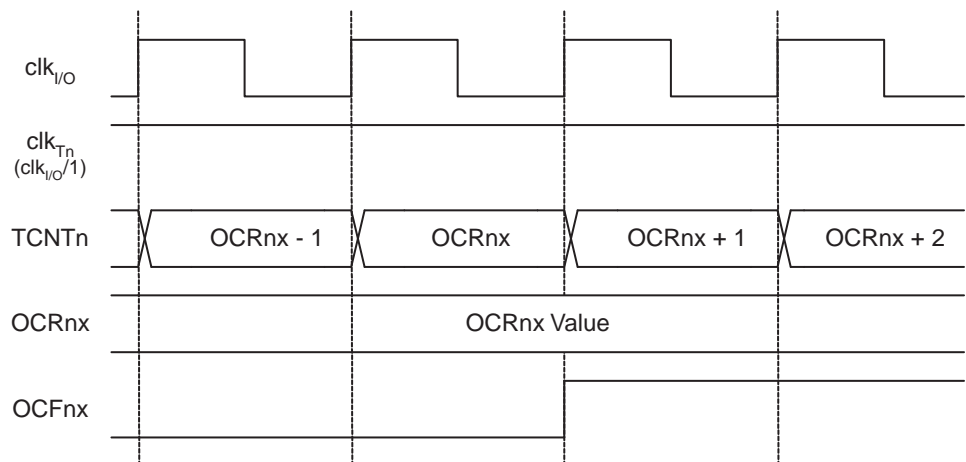 clkI/O
clkTn
(clkI/O/1)
TCNTn OCRnx - 1 OCRnx OCRnx + 1 OCRnx + 2
OCRnx OCRnx Value
OCFnx